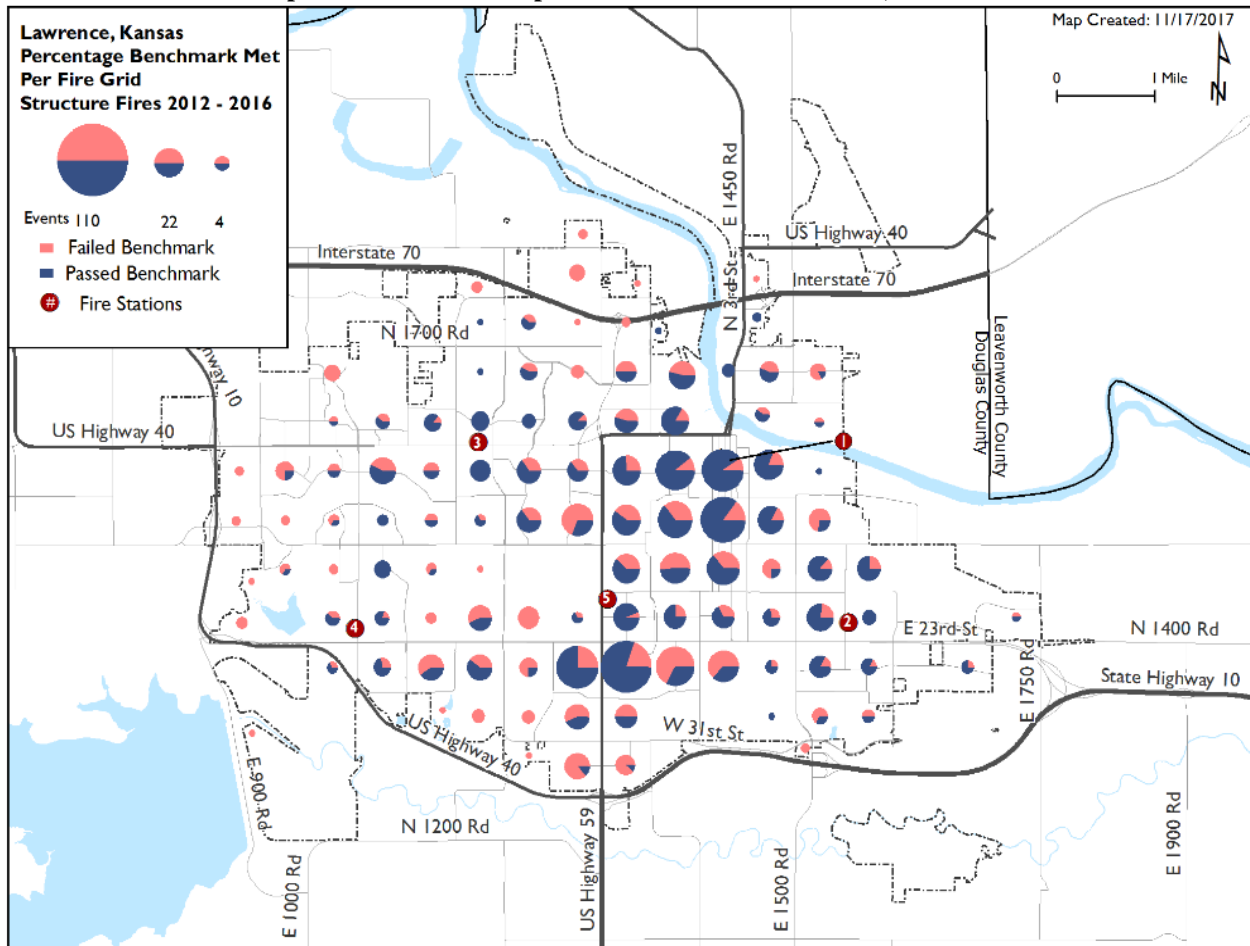 Lawrence, Kansas
Percentage Benchmark Met
Per Fire Grid
Structure Fires 2012 - 2016
Events 110 22 4
Failed Benchmark
Passed Benchmark
# Fire Stations
Map Created: 11/17/2017
0 1 Mile
N
E 1450 Rd
US Highway 40
Interstate 70
Interstate 70
N 3rd St
N 1700 Rd
Leavenworth County
Douglas County
10
US Highway 40
3
1
5
4
2
E 23rd St
N 1400 Rd
E 1750 Rd
State Highway 10
W 31st St
US Highway 40
E 900 Rd
N 1200 Rd
E 1000 Rd
US Highway 59
E 1500 Rd
E 1900 Rd